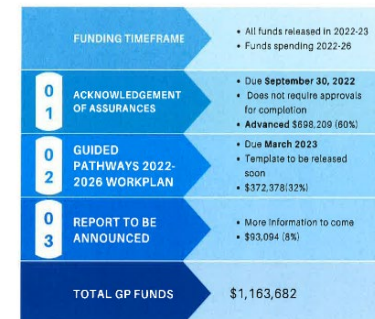 FUNDING TIMEFRAME
• All funds released in 2022-23
• Funds spending 2022-26
01
ACKNOWLEDGEMENT
OF ASSURANCES
• Due September 30, 2022
• Does not require approvals
for completion
• Advanced $698,209 (60%)
02
GUIDED
PATHWAYS 2022-
2026 WORKPLAN
• Due March 2023
• Template to be released
soon
• $372,378(32%)
03
REPORT TO BE
ANNOUNCED
• More information to come
• $93,094 (8%)
TOTAL GP FUNDS
$1,163,682